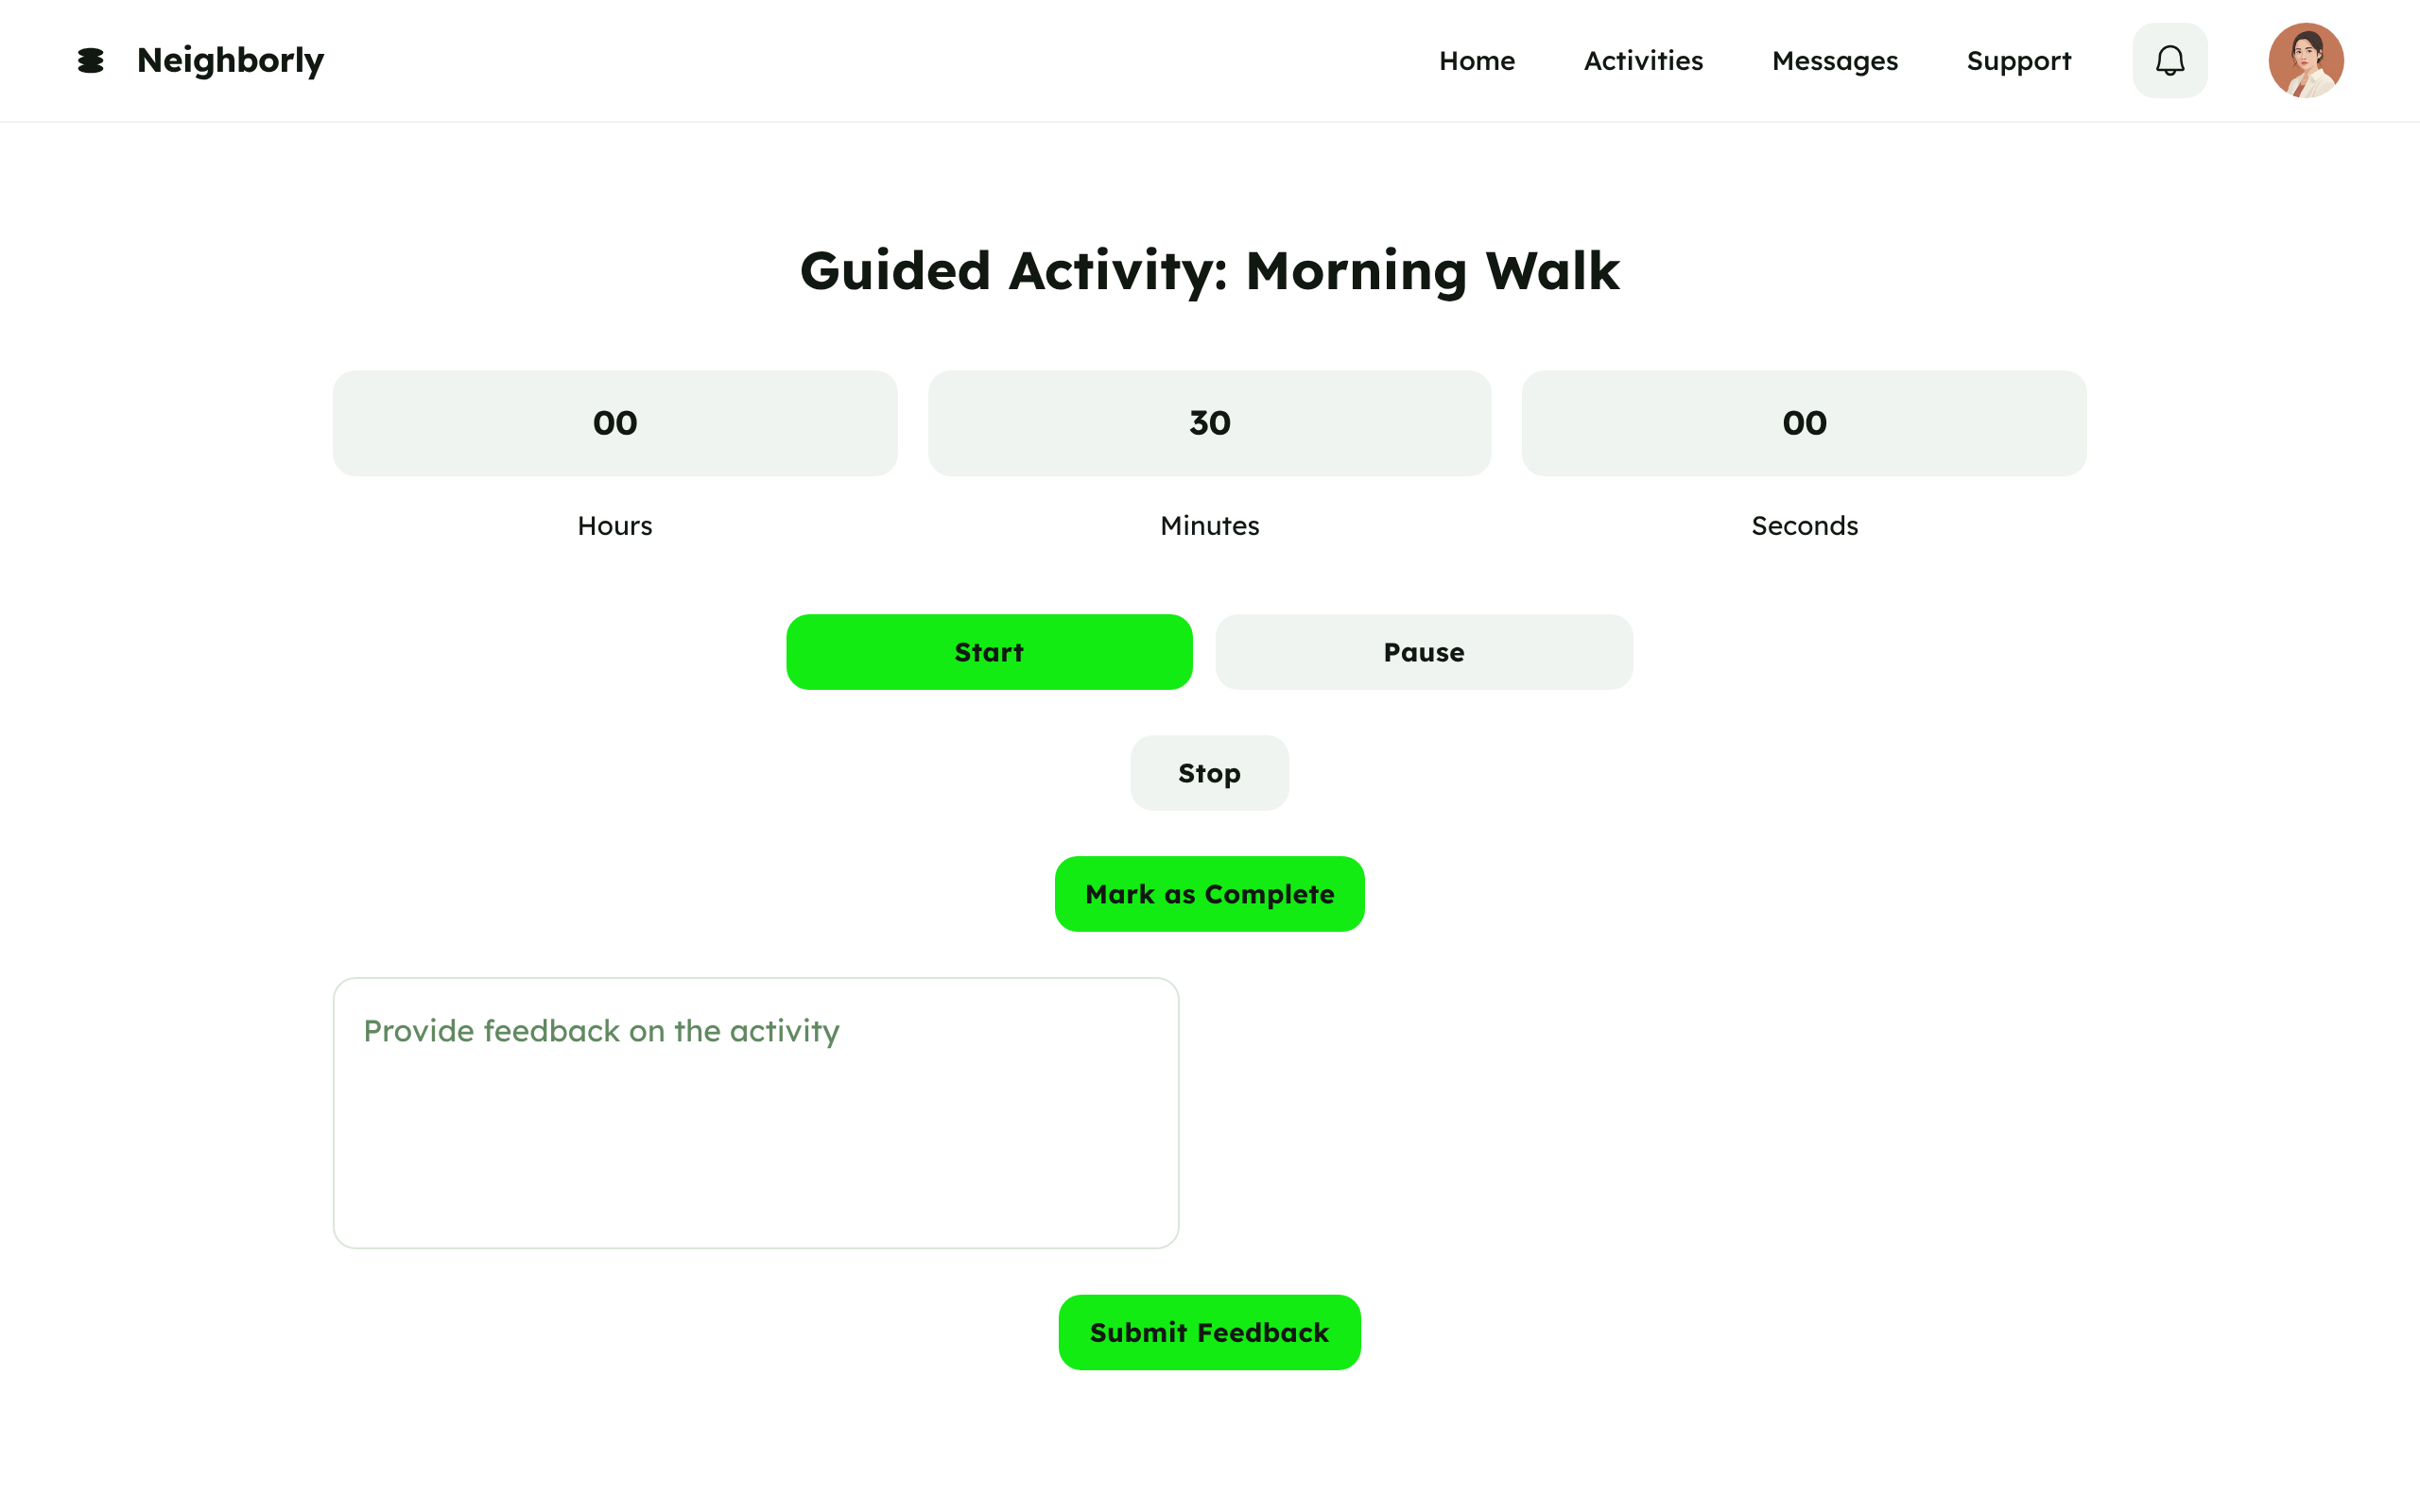 Neighborly
Home Activities Messages Support
Guided Activity: Morning Walk
00 30 00
Hours Minutes Seconds
Start Pause
Stop
Mark as Complete
Provide feedback on the activity
Submit Feedback